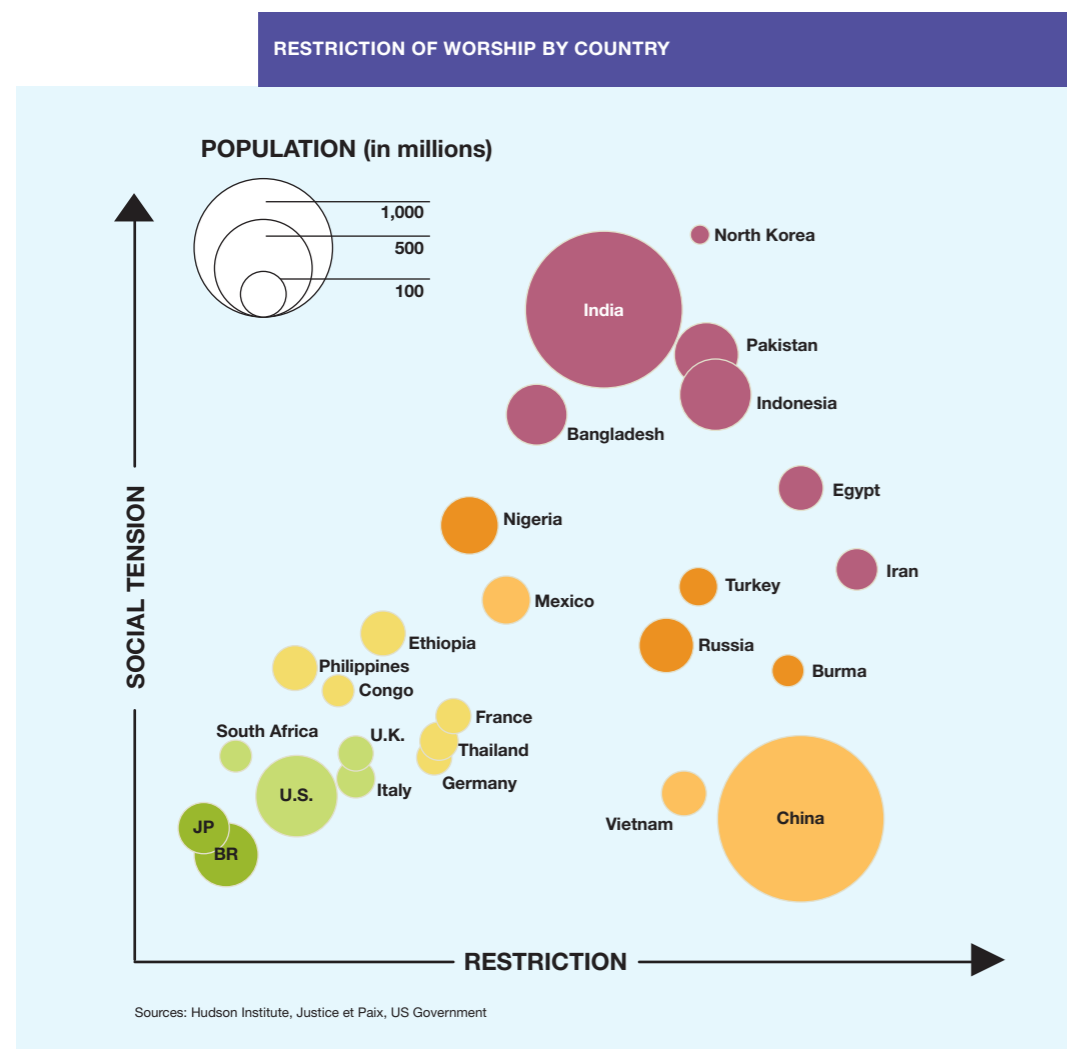 RESTRICTION OF WORSHIP BY COUNTRY
POPULATION (in millions)
1,000
500
100
North Korea
India
Pakistan
Indonesia
Bangladesh
Egypt
Nigeria
Iran
Turkey
Mexico
Ethiopia
Russia
Philippines
Burma
Congo
France
South Africa
U.K.
Thailand
Germany
Italy
U.S.
Vietnam
China
JP
BR
SOCIAL TENSION
RESTRICTION
Sources: Hudson Institute, Justice et Paix, US Government